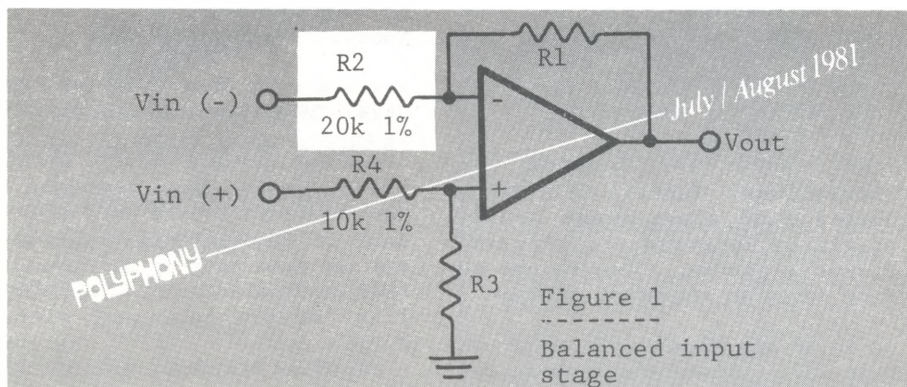 R2
R1
July / August 1981
Vin (-)
-
20k 1%
Vout
R4
Vin (+)
+
10k 1%
POLYPHONY
R3
Figure 1
Balanced input
stage